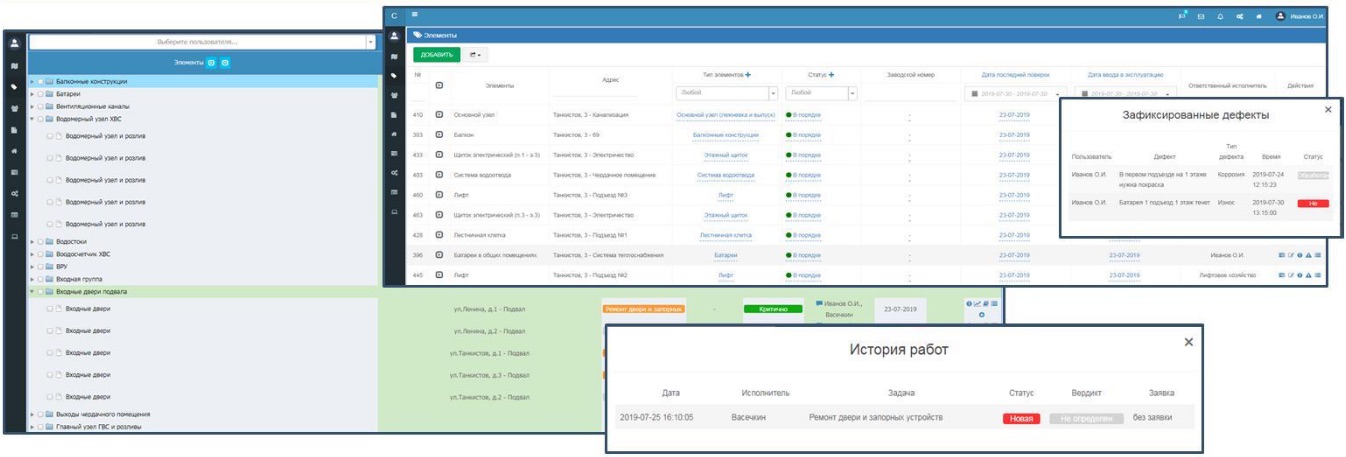 Выберите пользователя...
Элементы
Балконные конструкции
Батареи
Вентиляционные каналы
Водомерный узел ХВС
Водомерный узел и розлив
Водомерный узел и розлив
Водомерный узел и розлив
Водомерный узел и розлив
Водомерный узел и розлив
Водостоки
Воодосчетчик ХВС
ВРУ
Входная группа
Входные двери подвала
Входные двери
Входные двери
Входные двери
Входные двери
Входные двери
Выходы чердачного помещения
Главный узел ГВС и розливы
ул.Ленина, д.1 - Подвал Ремонт двери и запорных - Критично Иванов О.И., Васечкин 23-07-2019
ул.Ленина, д.2 - Подвал
ул.Танкистов, д.1 - Подвал
ул.Танкистов, д.3 - Подвал
ул.Танкистов, д.2 - Подвал
C Иванов О.И.
Элементы
ДОБАВИТЬ
№ Элементы Адрес Тип элементов Статус Заводской номер Дата последней поверки Дата ввода в эксплуатацию Ответственный исполнитель Действия
Любой Любой 2019-07-30 - 2019-07-30 2019-07-30 - 2019-07-30
410 Основной узел Танкистов, 3 - Канализация Основной узел (лежневка и выпуск) В порядке - 23-07-2019
393 Балкон Танкистов, 3 - 69 Балконные конструкции В порядке - 23-07-2019
433 Щиток электрический (п.1 - э.3) Танкистов, 3 - Электричество Этажный щиток В порядке - 23-07-2019
403 Система водоотвода Танкистов, 3 - Чердачное помещение Система водоотвода В порядке - 23-07-2019
460 Лифт Танкистов, 3 - Подъезд №3 Лифт В порядке - 23-07-2019
463 Щиток электрический (п.3 - э.3) Танкистов, 3 - Электричество Этажный щиток В порядке - 23-07-2019
428 Лестничная клетка Танкистов, 3 - Подъезд №1 Лестничная клетка В порядке - 23-07-2019
396 Батареи в общих помещениях Танкистов, 3 - Система теплоснабжения Батареи В порядке - 23-07-2019 23-07-2019 Иванов О.И.
445 Лифт Танкистов, 3 - Подъезд №2 Лифт В порядке - 23-07-2019 23-07-2019 Лифтовое хозяйство
Зафиксированные дефекты
Пользователь Дефект Тип дефекта Время Статус
Иванов О.И. В первом подъезде на 1 этаже нужна покраска Коррозия 2019-07-24 12:15:23 Обработан
Иванов О.И. Батарея 1 подъезд 1 этаж течет Износ 2019-07-30 13:15:00 Не
История работ
Дата Исполнитель Задача Статус Вердикт Заявка
2019-07-25 16:10:05 Васечкин Ремонт двери и запорных устройств Новая Не определен без заявки